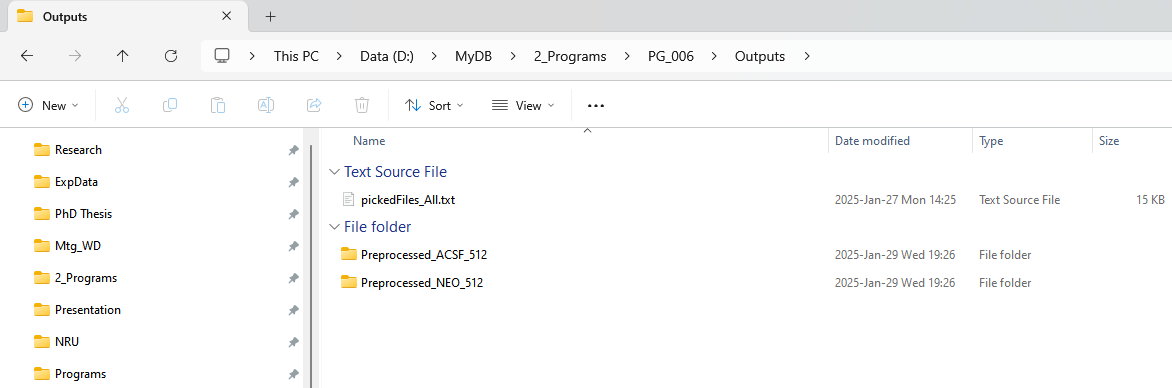 Outputs
This PC > Data (D:) > MyDB > 2_Programs > PG_006 > Outputs >
New Sort View
Research
ExpData
PhD Thesis
Mtg_WD
2_Programs
Presentation
NRU
Programs
Name Date modified Type Size
Text Source File
pickedFiles_All.txt 2025-Jan-27 Mon 14:25 Text Source File 15 KB
File folder
Preprocessed_ACSF_512 2025-Jan-29 Wed 19:26 File folder
Preprocessed_NEO_512 2025-Jan-29 Wed 19:26 File folder